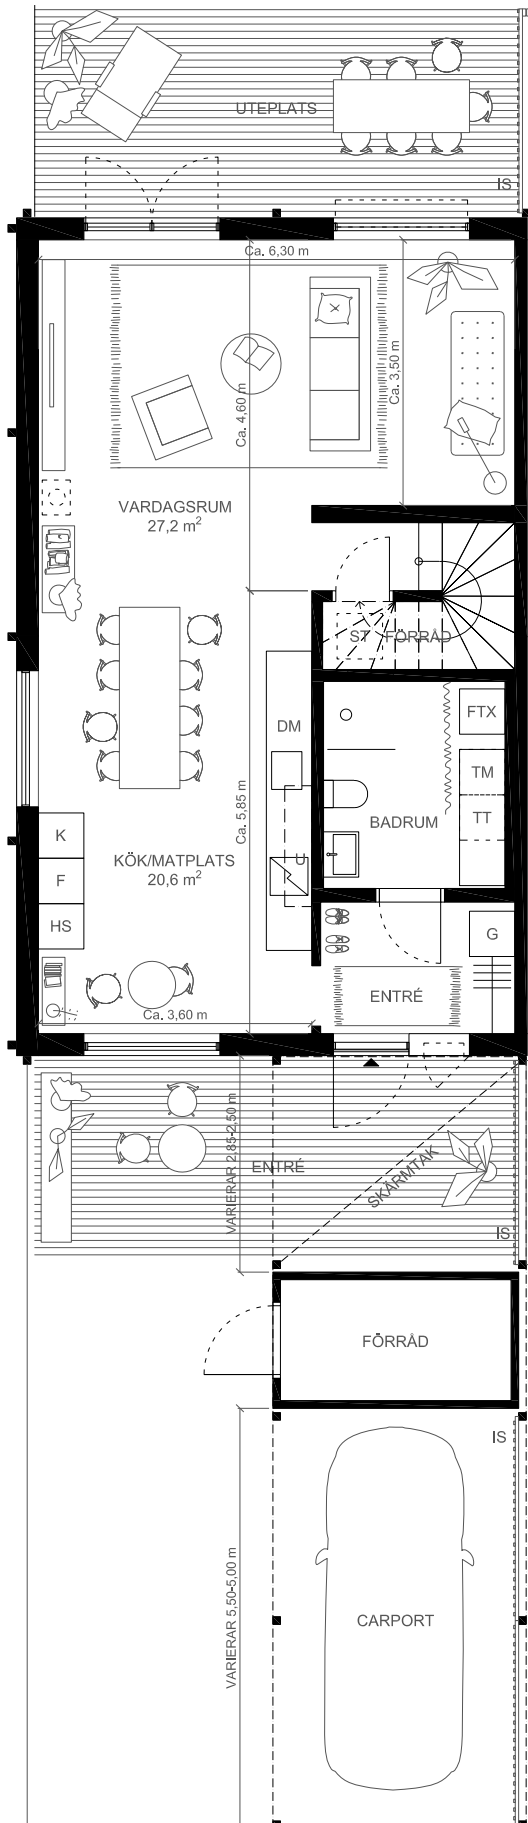 UTEPLATS
IS
Ca. 6,30 m
Ca. 4,60 m
Ca. 3,50 m
VARDAGSRUM
27,2 m²
ST FÖRRÅD
DM
FTX
TM
TT
BADRUM
Ca. 5,85 m
K
F
HS
KÖK/MATPLATS
20,6 m²
U
G
ENTRÉ
Ca. 3,60 m
VARIERAR 2,85-2,50 m
ENTRÉ
SKÄRMTAK
IS
FÖRRÅD
IS
VARIERAR 5,50-5,00 m
CARPORT